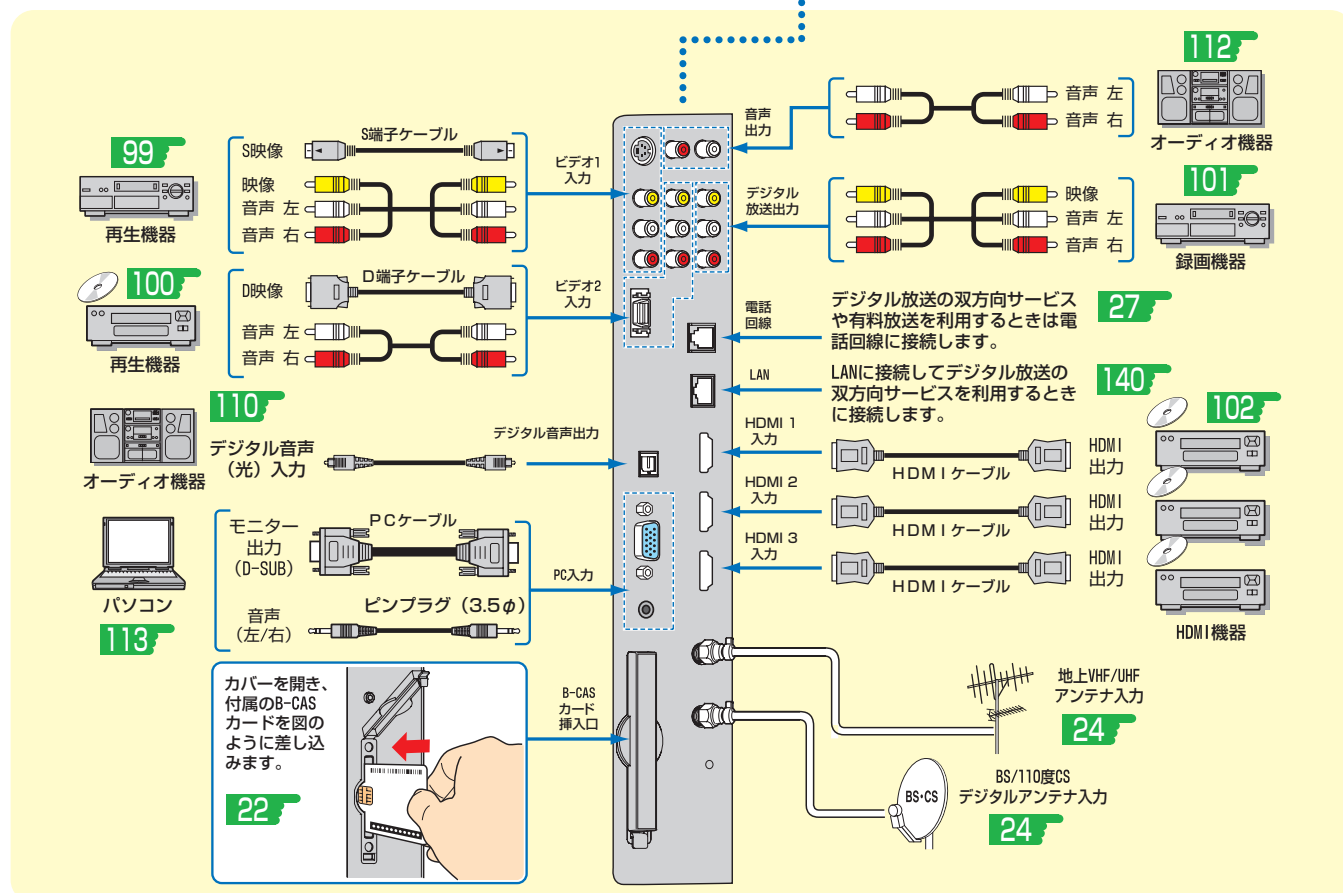 99
再生機器
S端子ケーブル
S映像
映像
音声 左
音声 右
ビデオ1
入力
100
再生機器
D端子ケーブル
D映像
音声 左
音声 右
ビデオ2
入力
110
オーディオ機器
デジタル音声
（光）入力
デジタル音声出力
パソコン
113
モニター
出力
(D-SUB)
PCケーブル
音声
(左/右)
ピンプラグ（3.5φ）
PC入力
カバーを開き、
付属のB-CAS
カードを図の
ように差し込
みます。
22
B-CAS
カード
挿入口
音声
出力
音声 左
音声 右
112
オーディオ機器
デジタル
放送出力
映像
音声 左
音声 右
101
録画機器
電話
回線
デジタル放送の双方向サービス
や有料放送を利用するときは電
話回線に接続します。
27
LAN
LANに接続してデジタル放送の
双方向サービスを利用するとき
に接続します。
140
102
HDMI 1
入力
HDMIケーブル
HDMI
出力
HDMI 2
入力
HDMIケーブル
HDMI
出力
HDMI 3
入力
HDMIケーブル
HDMI
出力
HDMI機器
地上VHF/UHF
アンテナ入力
24
BS・CS
BS/110度CS
デジタルアンテナ入力
24